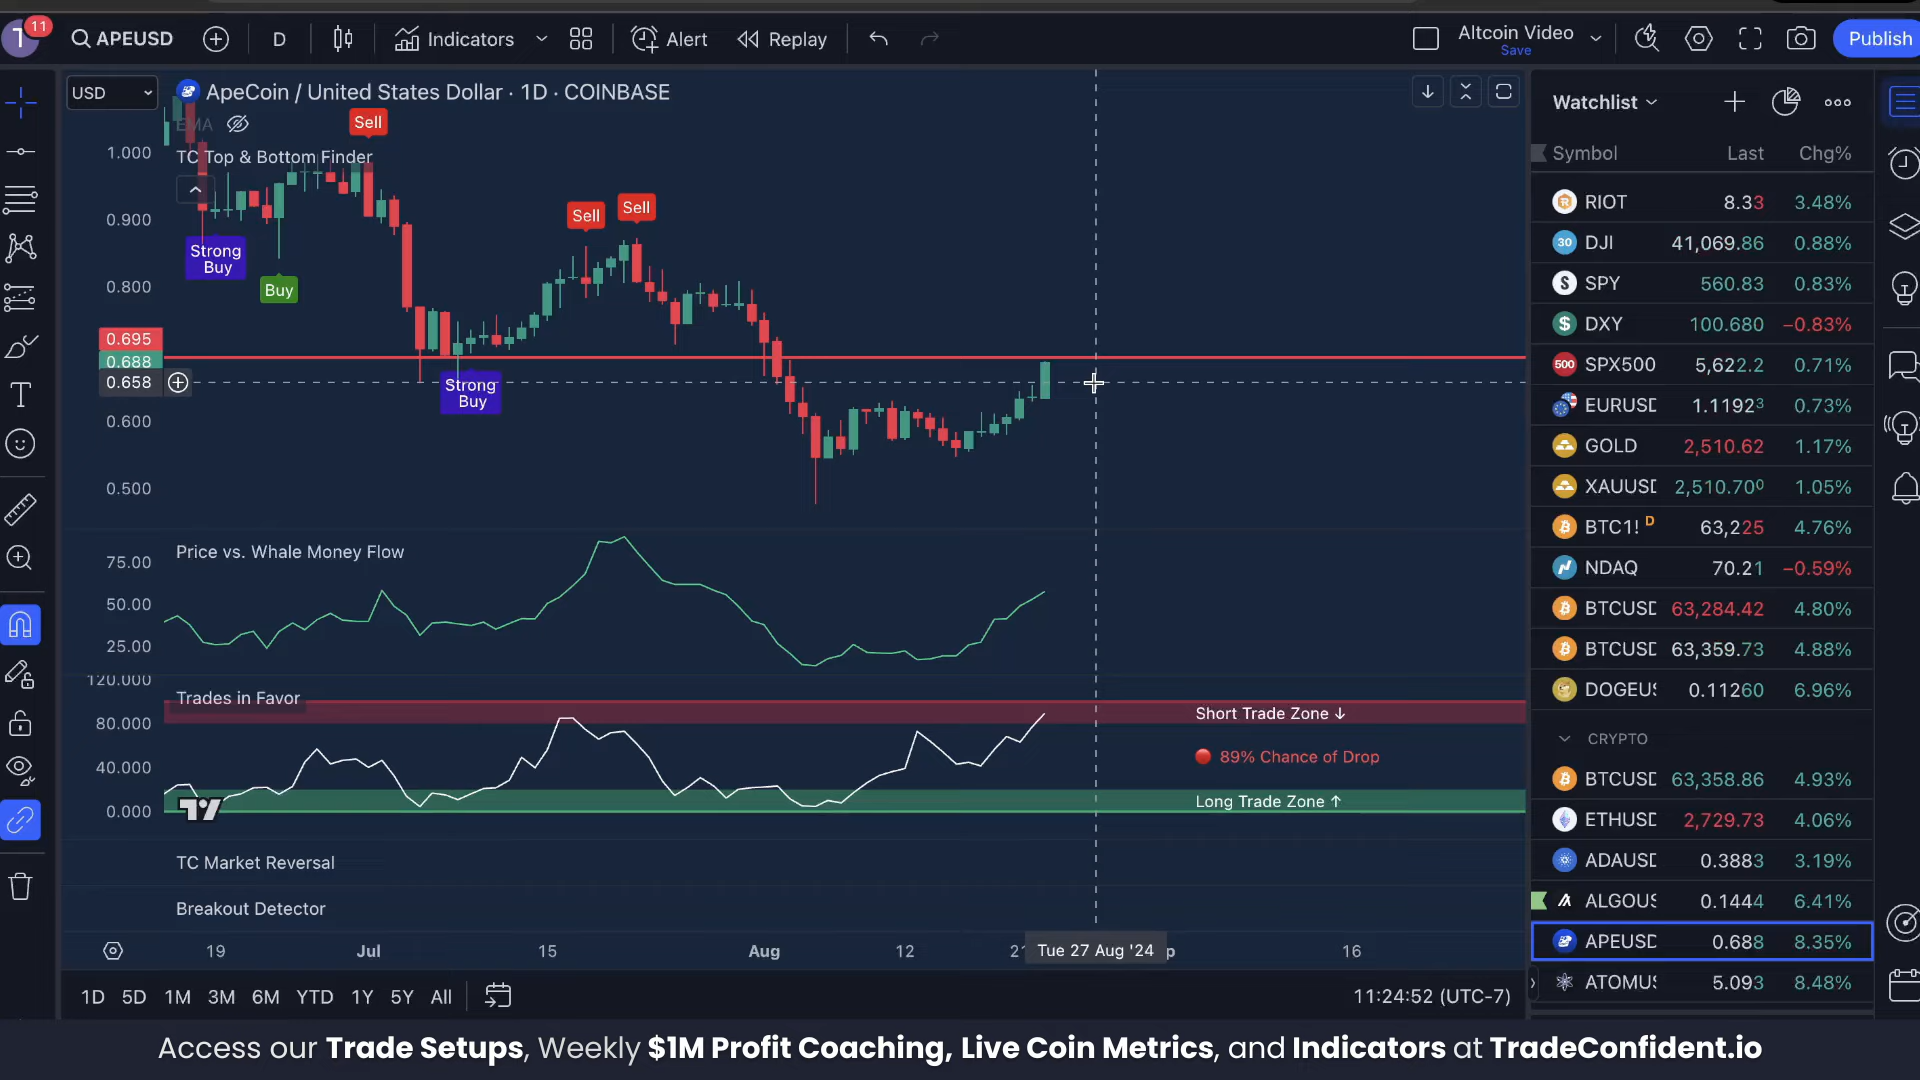 T
11
APEUSD
D
Indicators
Alert
Replay
Altcoin Video
Save
Publish
USD
ApeCoin / United States Dollar · 1D · COINBASE
EMA
TC Top & Bottom Finder
Sell
Strong
Buy
Buy
Sell
Sell
Strong
Buy
1.000
0.900
0.800
0.695
0.688
0.658
0.600
0.500
Price vs. Whale Money Flow
75.00
50.00
25.00
120.000
Trades in Favor
80.000
40.000
0.000
Short Trade Zone ↓
89% Chance of Drop
Long Trade Zone ↑
TC Market Reversal
Breakout Detector
19
Jul
15
Aug
12
Tue 27 Aug '24
16
1D 5D 1M 3M 6M YTD 1Y 5Y All
11:24:52 (UTC-7)
Watchlist
Symbol Last Chg%
RIOT 8.33 3.48%
DJI 41,069.86 0.88%
SPY 560.83 0.83%
DXY 100.680 −0.83%
SPX500 5,622.2 0.71%
EURUSD 1.11923 0.73%
GOLD 2,510.62 1.17%
XAUUSD 2,510.700 1.05%
BTC1! D 63,225 4.76%
NDAQ 70.21 −0.59%
BTCUSD 63,284.42 4.80%
BTCUSD 63,359.73 4.88%
DOGEUS 0.11260 6.96%
CRYPTO
BTCUSD 63,358.86 4.93%
ETHUSD 2,729.73 4.06%
ADAUSD 0.3883 3.19%
ALGOUS 0.1444 6.41%
APEUSD 0.688 8.35%
ATOMUS 5.093 8.48%
Access our Trade Setups, Weekly $1M Profit Coaching, Live Coin Metrics, and Indicators at TradeConfident.io